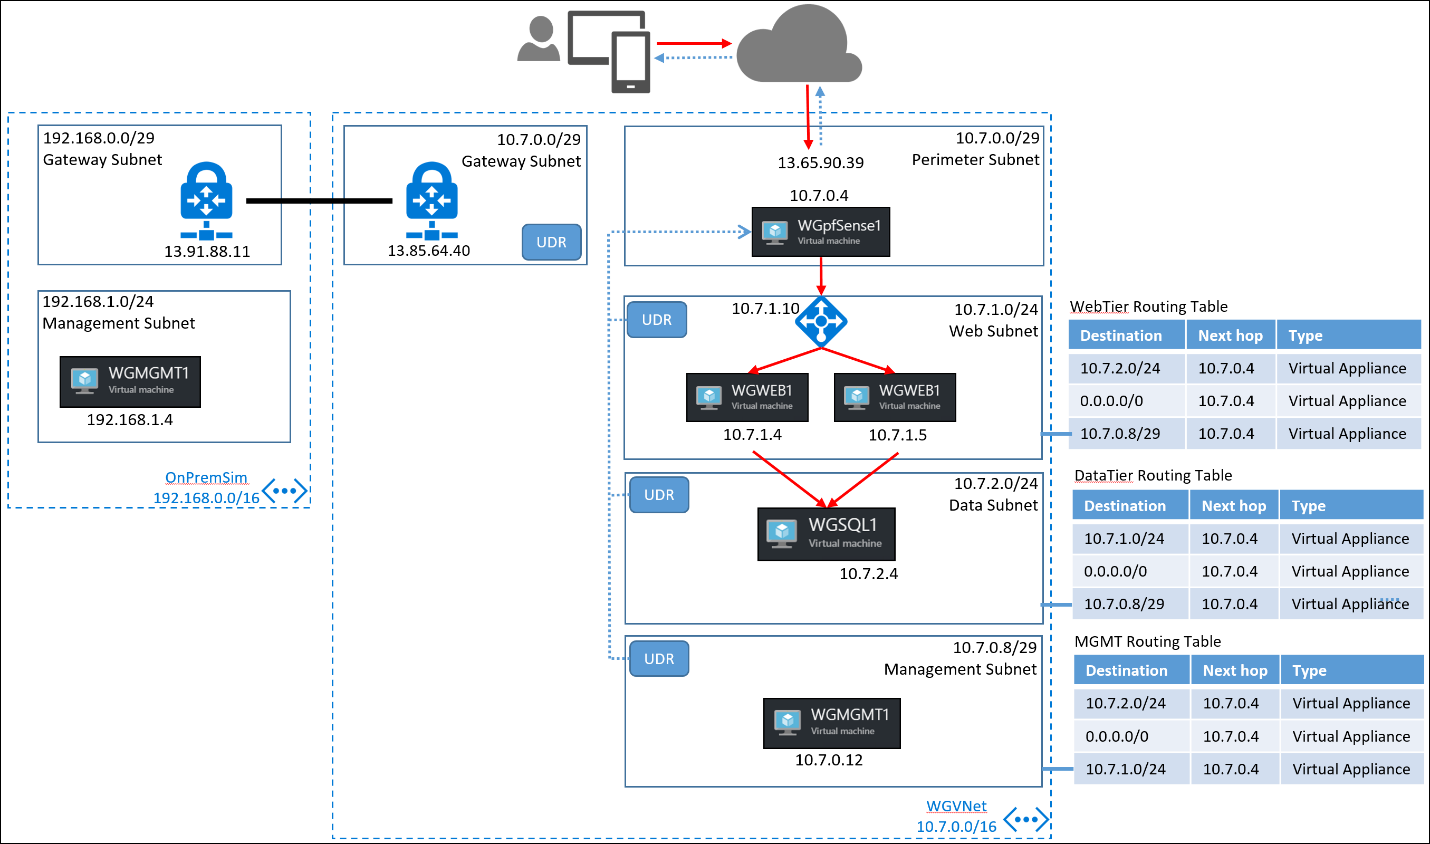 192.168.0.0/29
Gateway Subnet
13.91.88.11
192.168.1.0/24
Management Subnet
WGMGMT1
Virtual machine
192.168.1.4
OnPremSim
192.168.0.0/16
10.7.0.0/29
Gateway Subnet
13.85.64.40
UDR
10.7.0.0/29
Perimeter Subnet
13.65.90.39
10.7.0.4
WGpfSense1
Virtual machine
UDR
10.7.1.10
10.7.1.0/24
Web Subnet
WGWEB1
Virtual machine
10.7.1.4
WGWEB1
Virtual machine
10.7.1.5
UDR
10.7.2.0/24
Data Subnet
WGSQL1
Virtual machine
10.7.2.4
UDR
10.7.0.8/29
Management Subnet
WGMGMT1
Virtual machine
10.7.0.12
WGVNet
10.7.0.0/16
WebTier Routing Table
Destination Next hop Type
10.7.2.0/24 10.7.0.4 Virtual Appliance
0.0.0.0/0 10.7.0.4 Virtual Appliance
10.7.0.8/29 10.7.0.4 Virtual Appliance
DataTier Routing Table
Destination Next hop Type
10.7.1.0/24 10.7.0.4 Virtual Appliance
0.0.0.0/0 10.7.0.4 Virtual Appliance
10.7.0.8/29 10.7.0.4 Virtual Appliance
MGMT Routing Table
Destination Next hop Type
10.7.2.0/24 10.7.0.4 Virtual Appliance
0.0.0.0/0 10.7.0.4 Virtual Appliance
10.7.1.0/24 10.7.0.4 Virtual Appliance